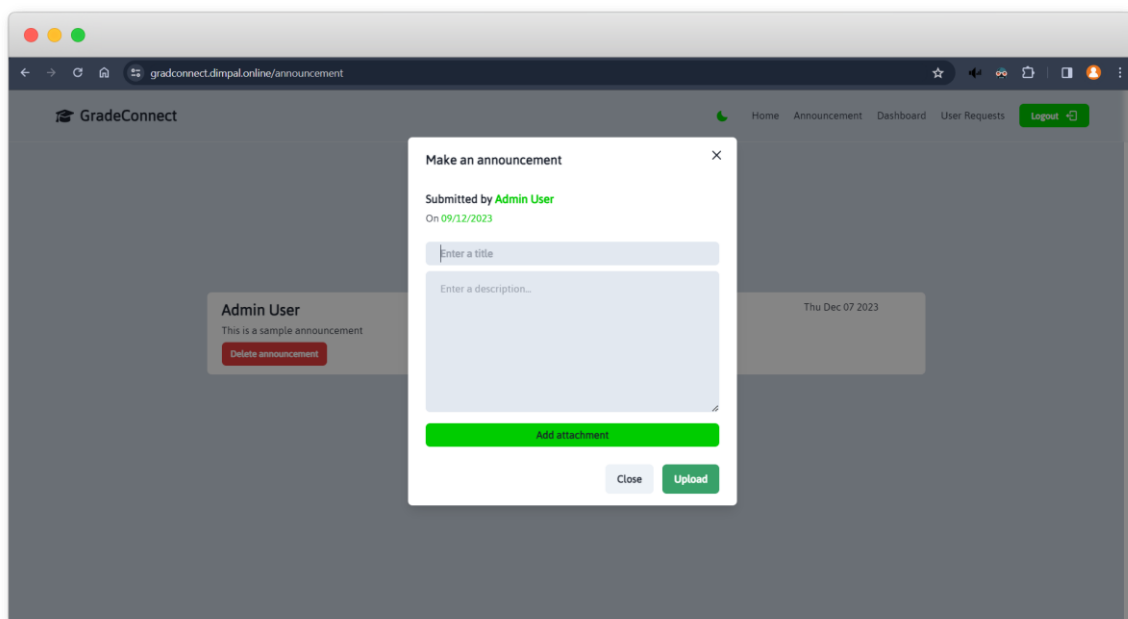 gradconnect.dimpal.online/announcement
GradeConnect
Home Announcement Dashboard User Requests Logout
Make an announcement
Submitted by Admin User
On 09/12/2023
Enter a title
Enter a description...
Add attachment
Close Upload
Admin User
This is a sample announcement
Delete announcement
Thu Dec 07 2023